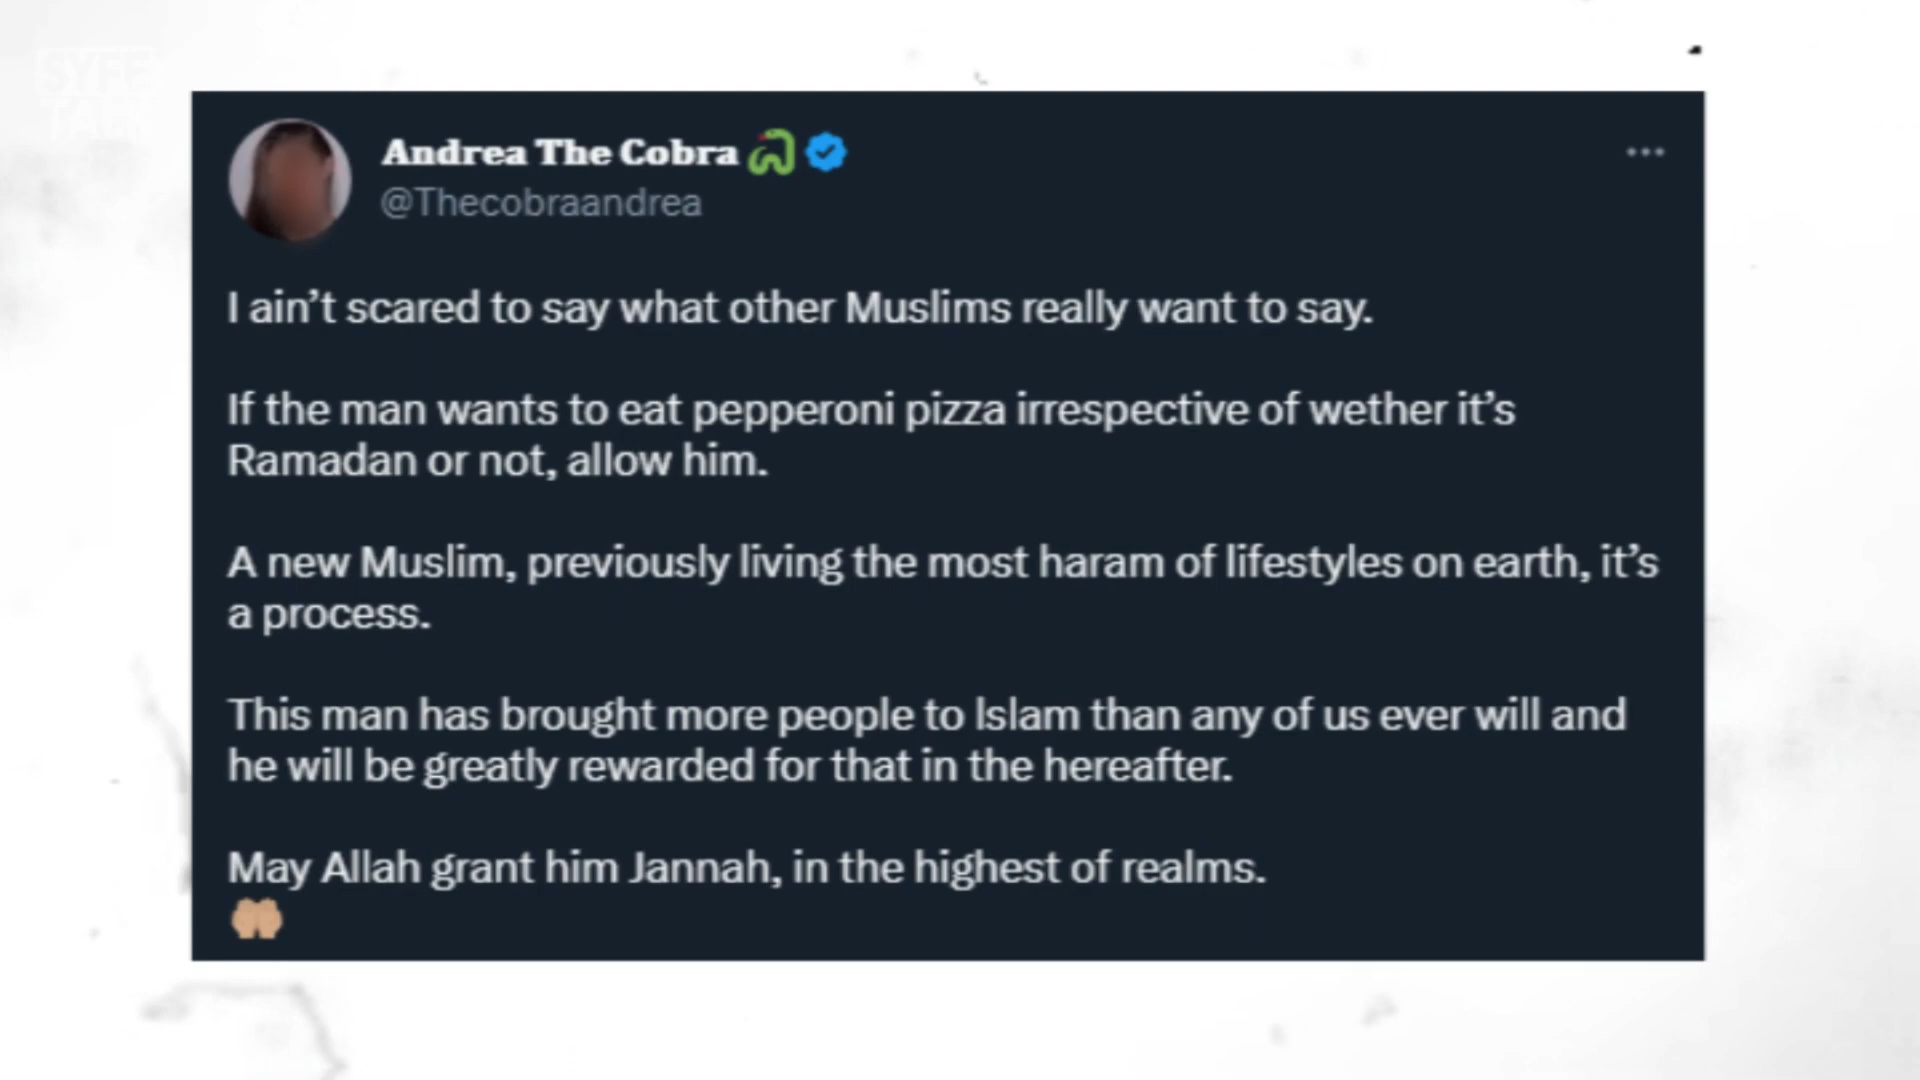 SYFE
TALK
Andrea The Cobra
@Thecobraandrea
I ain’t scared to say what other Muslims really want to say.
If the man wants to eat pepperoni pizza irrespective of wether it’s
Ramadan or not, allow him.
A new Muslim, previously living the most haram of lifestyles on earth, it’s
a process.
This man has brought more people to Islam than any of us ever will and
he will be greatly rewarded for that in the hereafter.
May Allah grant him Jannah, in the highest of realms.